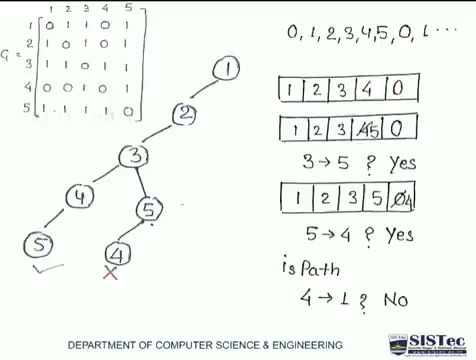 1 2 3 4 5
1 0 1 1 0 1
2 1 0 1 0 1
G = 3 1 1 0 1 1
4 0 0 1 0 1
5 1 1 1 1 0
0, 1, 2, 3, 4, 5, 0, 1 ...
1
2
3
4
5
5
4
1 2 3 4 0
1 2 3 4 5 0
3 → 5 ? Yes
1 2 3 5 0 4
5 → 4 ? Yes
is Path
4 → 1 ? No
DEPARTMENT OF COMPUTER SCIENCE & ENGINEERING
SISTec